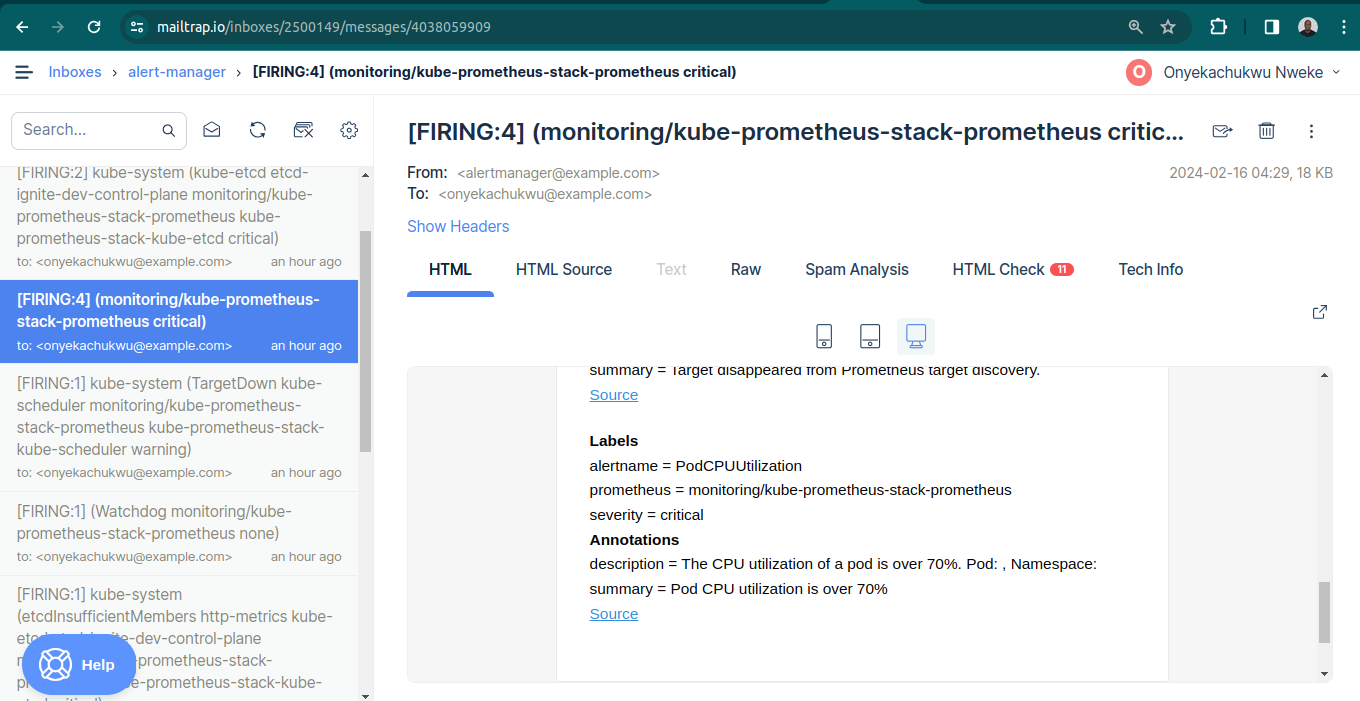 mailtrap.io/inboxes/2500149/messages/4038059909
Inboxes › alert-manager › [FIRING:4] (monitoring/kube-prometheus-stack-prometheus critical)
O Onyekachukwu Nweke
Search...
[FIRING:2] kube-system (kube-etcd etcd-
ignite-dev-control-plane monitoring/kube-
prometheus-stack-prometheus kube-
prometheus-stack-kube-etcd critical)
to: <onyekachukwu@example.com> an hour ago
[FIRING:4] (monitoring/kube-prometheus-
stack-prometheus critical)
to: <onyekachukwu@example.com> an hour ago
[FIRING:1] kube-system (TargetDown kube-
scheduler monitoring/kube-prometheus-
stack-prometheus kube-prometheus-stack-
kube-scheduler warning)
to: <onyekachukwu@example.com> an hour ago
[FIRING:1] (Watchdog monitoring/kube-
prometheus-stack-prometheus none)
to: <onyekachukwu@example.com> an hour ago
[FIRING:1] kube-system
(etcdInsufficientMembers http-metrics kube-
-dev-control-plane
-prometheus-stack-
-prometheus-stack-kube-
Help
[FIRING:4] (monitoring/kube-prometheus-stack-prometheus critic...
From: <alertmanager@example.com>
2024-02-16 04:29, 18 KB
To: <onyekachukwu@example.com>
Show Headers
HTML HTML Source Text Raw Spam Analysis HTML Check 11 Tech Info
summary = Target disappeared from Prometheus target discovery.
Source
Labels
alertname = PodCPUUtilization
prometheus = monitoring/kube-prometheus-stack-prometheus
severity = critical
Annotations
description = The CPU utilization of a pod is over 70%. Pod: , Namespace:
summary = Pod CPU utilization is over 70%
Source